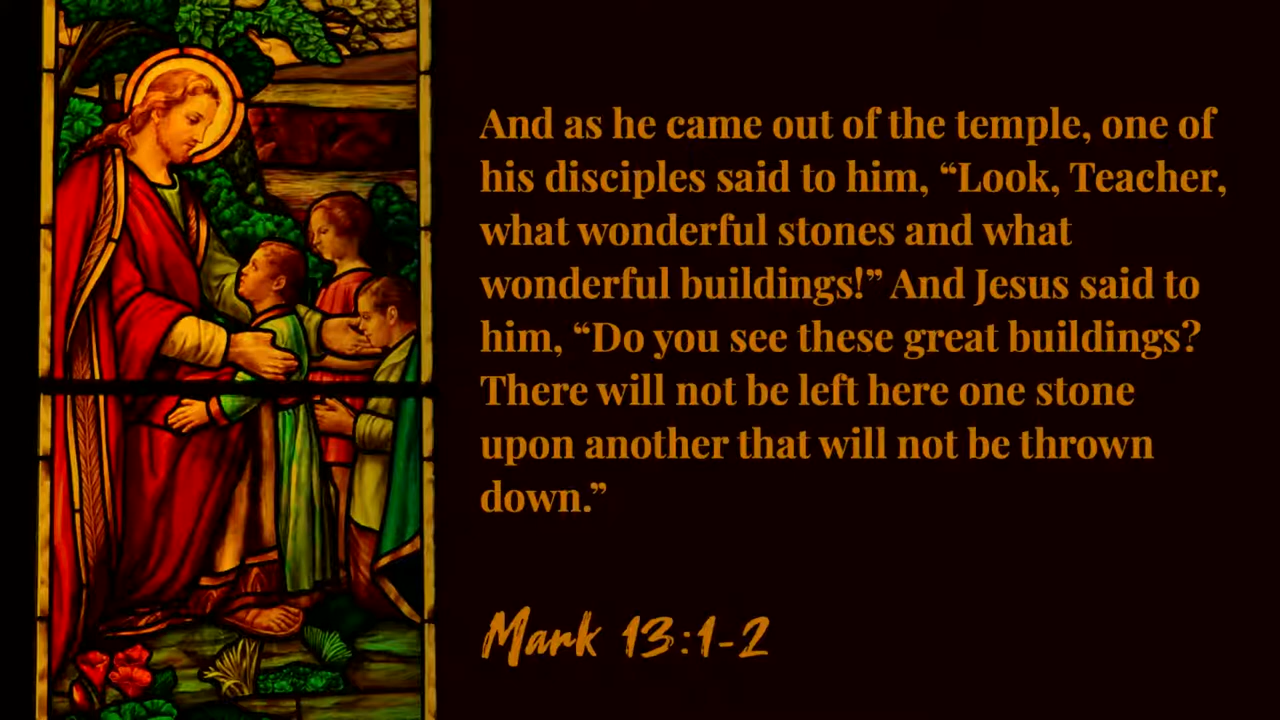 And as he came out of the temple, one of
his disciples said to him, “Look, Teacher,
what wonderful stones and what
wonderful buildings!” And Jesus said to
him, “Do you see these great buildings?
There will not be left here one stone
upon another that will not be thrown
down.”
Mark 13:1-2